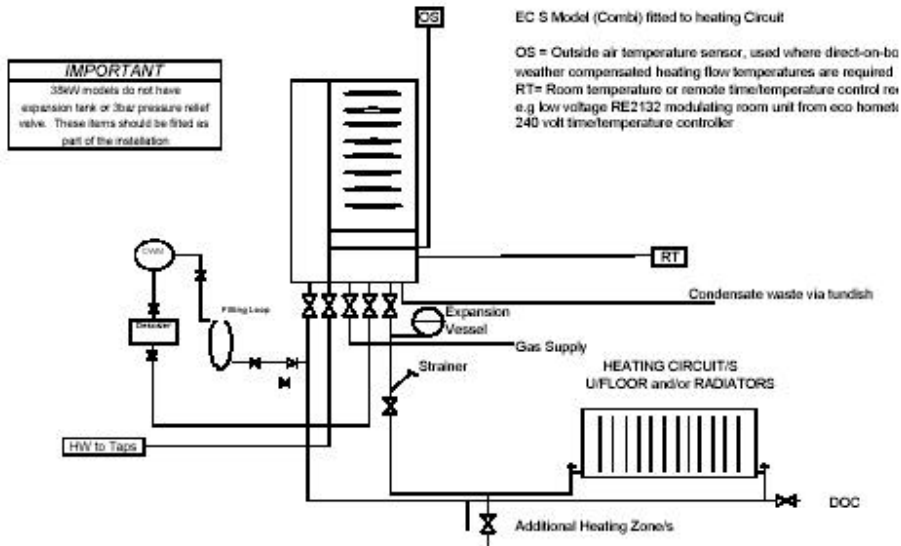 OS
EC S Model (Combi) fitted to heating Circuit
OS = Outside air temperature sensor, used where direct-on-bo
weather compensated heating flow temperatures are required
RT= Room temperature or remote time/temperature control re
e.g low voltage RE2132 modulating room unit from eco homete
240 volt time/temperature controller
IMPORTANT
38kW models do not have
expansion tank or 3bar pressure relief
valve. These items should be fitted as
part of the installation
CWM
RT
Condensate waste via tundish
Filling Loop
Expansion
Vessel
Descaler
Gas Supply
Strainer
HEATING CIRCUIT/S
U/FLOOR and/or RADIATORS
HW to Taps
DOC
Additional Heating Zone/s